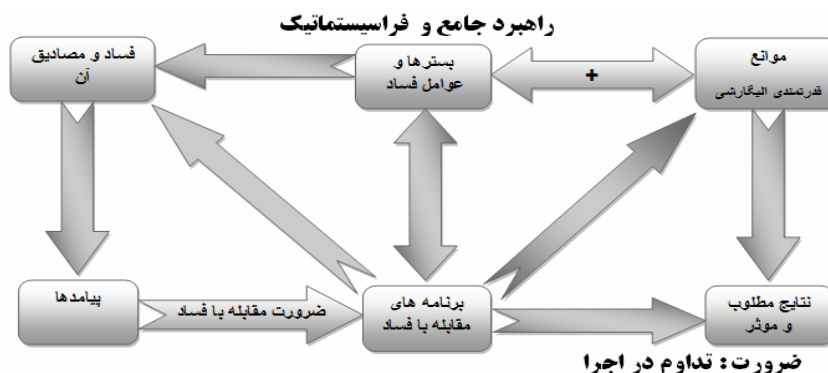 راهبرد جامع و فراسیستماتیک
موانع
قدرتمندی الیگارشی
+
بسترها و
عوامل فساد
فساد و مصادیق
آن
نتایج مطلوب
و موثر
برنامه های
مقابله با فساد
ضرورت مقابله با فساد
پیامدها
ضرورت : تداوم در اجرا